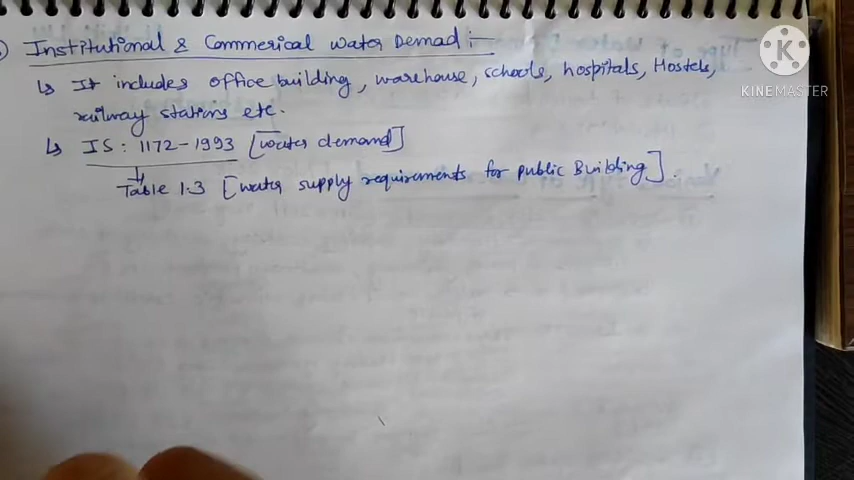 Institutional & Commerical Water Demad :-
↳ It includes office building, warehouse, schools, hospitals, Hostels,
railway stations etc.
↳ IS: 1172-1993 [water demand]
Table 1.3 [water supply requirements for public Building].
KINEMASTER